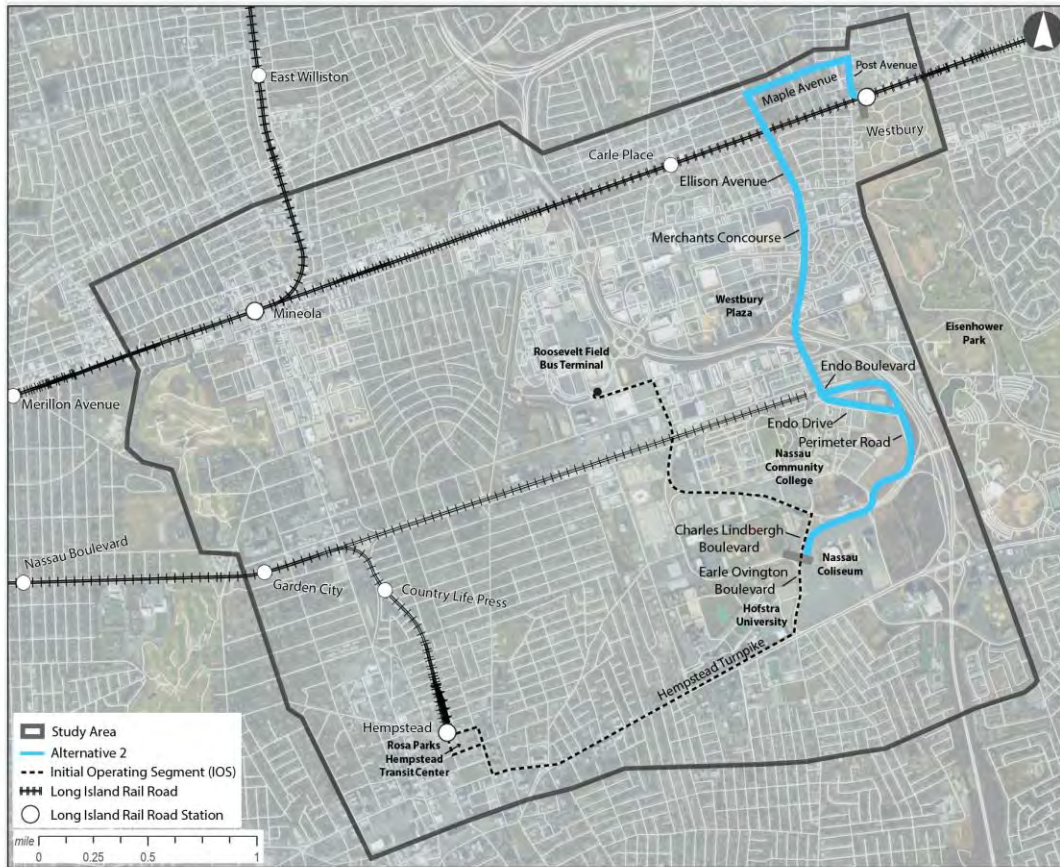 East Williston
Post Avenue
Maple Avenue
Westbury
Carle Place
Ellison Avenue
Merchants Concourse
Mineola
Westbury
Plaza
Eisenhower
Park
Roosevelt Field
Bus Terminal
Endo Boulevard
Merillon Avenue
Endo Drive
Perimeter Road
Nassau
Community
College
Charles Lindbergh
Boulevard
Nassau Boulevard
Nassau
Coliseum
Garden City
Country Life Press
Earle Ovington
Boulevard
Hofstra
University
Hempstead Turnpike
Hempstead
Rosa Parks
Hempstead
Transit Center
Study Area
Alternative 2
Initial Operating Segment (IOS)
Long Island Rail Road
Long Island Rail Road Station
mile 0 0.25 0.5 1